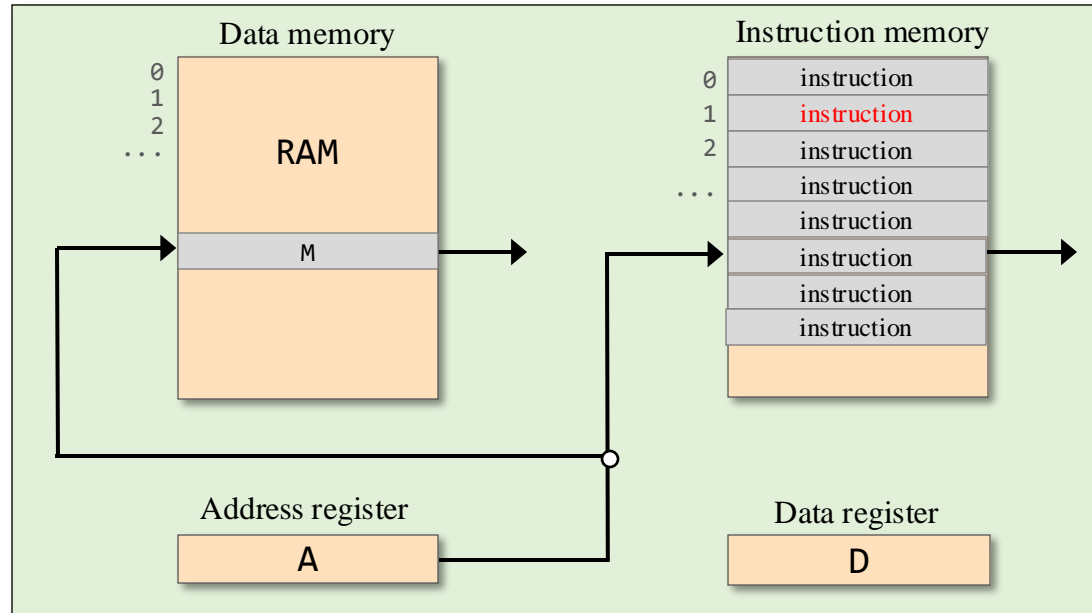 Data memory
0
1
2
...
RAM
M
Instruction memory
0
1
2
...
instruction
instruction
instruction
instruction
instruction
instruction
instruction
instruction
Address register
A
Data register
D